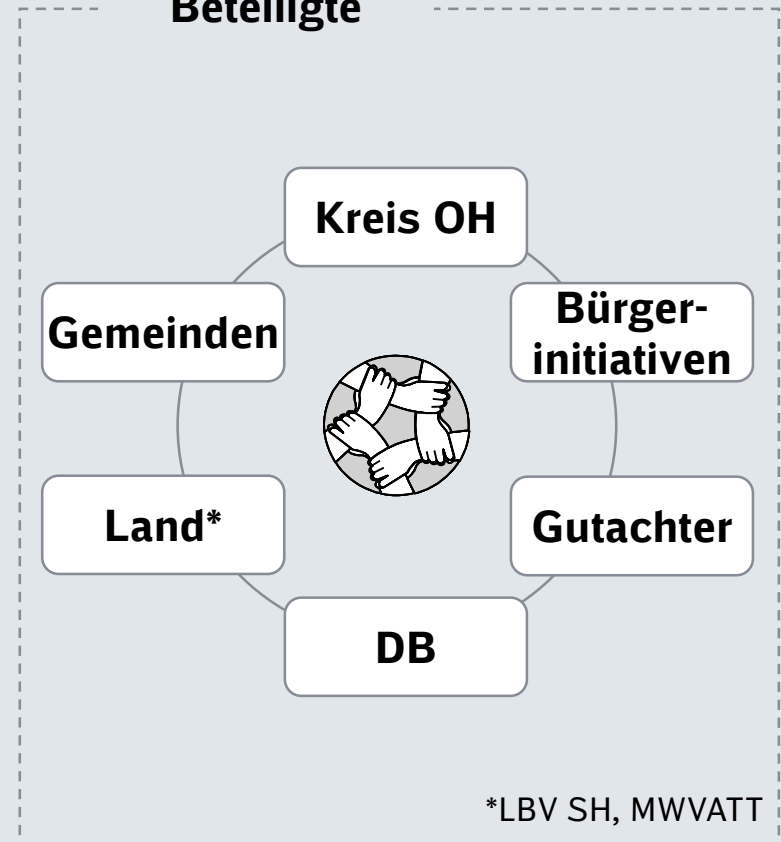 Beteiligte
Kreis OH
Gemeinden
Bürger-
initiativen
Land*
Gutachter
DB
*LBV SH, MWVATT